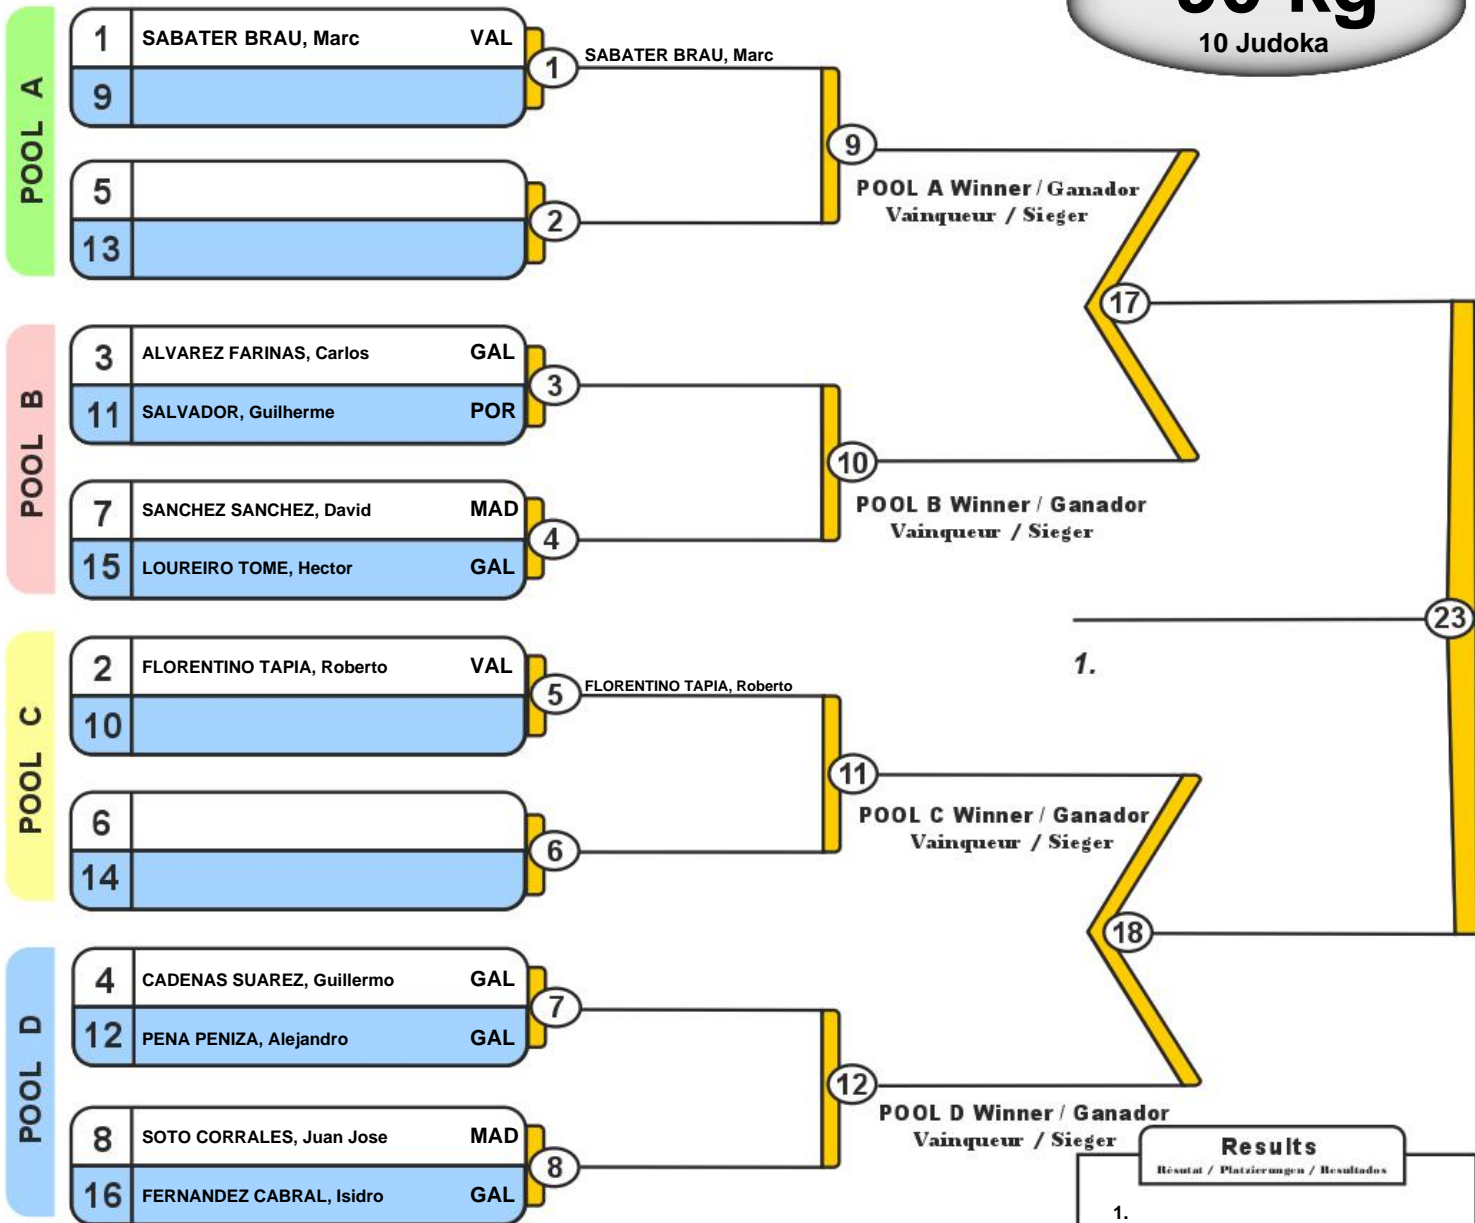 kg
10 Judoka
POOL A
1 SABATER BRAU, Marc VAL
9
1
SABATER BRAU, Marc
5
13
2
9
POOL A Winner / Ganador
Vainqueur / Sieger
17
POOL B
3 ALVAREZ FARINAS, Carlos GAL
11 SALVADOR, Guilherme POR
3
7 SANCHEZ SANCHEZ, David MAD
15 LOUREIRO TOME, Hector GAL
4
10
POOL B Winner / Ganador
Vainqueur / Sieger
23
1.
POOL C
2 FLORENTINO TAPIA, Roberto VAL
10
5
FLORENTINO TAPIA, Roberto
6
14
6
11
POOL C Winner / Ganador
Vainqueur / Sieger
18
POOL D
4 CADENAS SUAREZ, Guillermo GAL
12 PENA PENIZA, Alejandro GAL
7
8 SOTO CORRALES, Juan Jose MAD
16 FERNANDEZ CABRAL, Isidro GAL
8
12
POOL D Winner / Ganador
Vainqueur / Sieger
Results
Résutat / Platzierungen / Resultados
1.